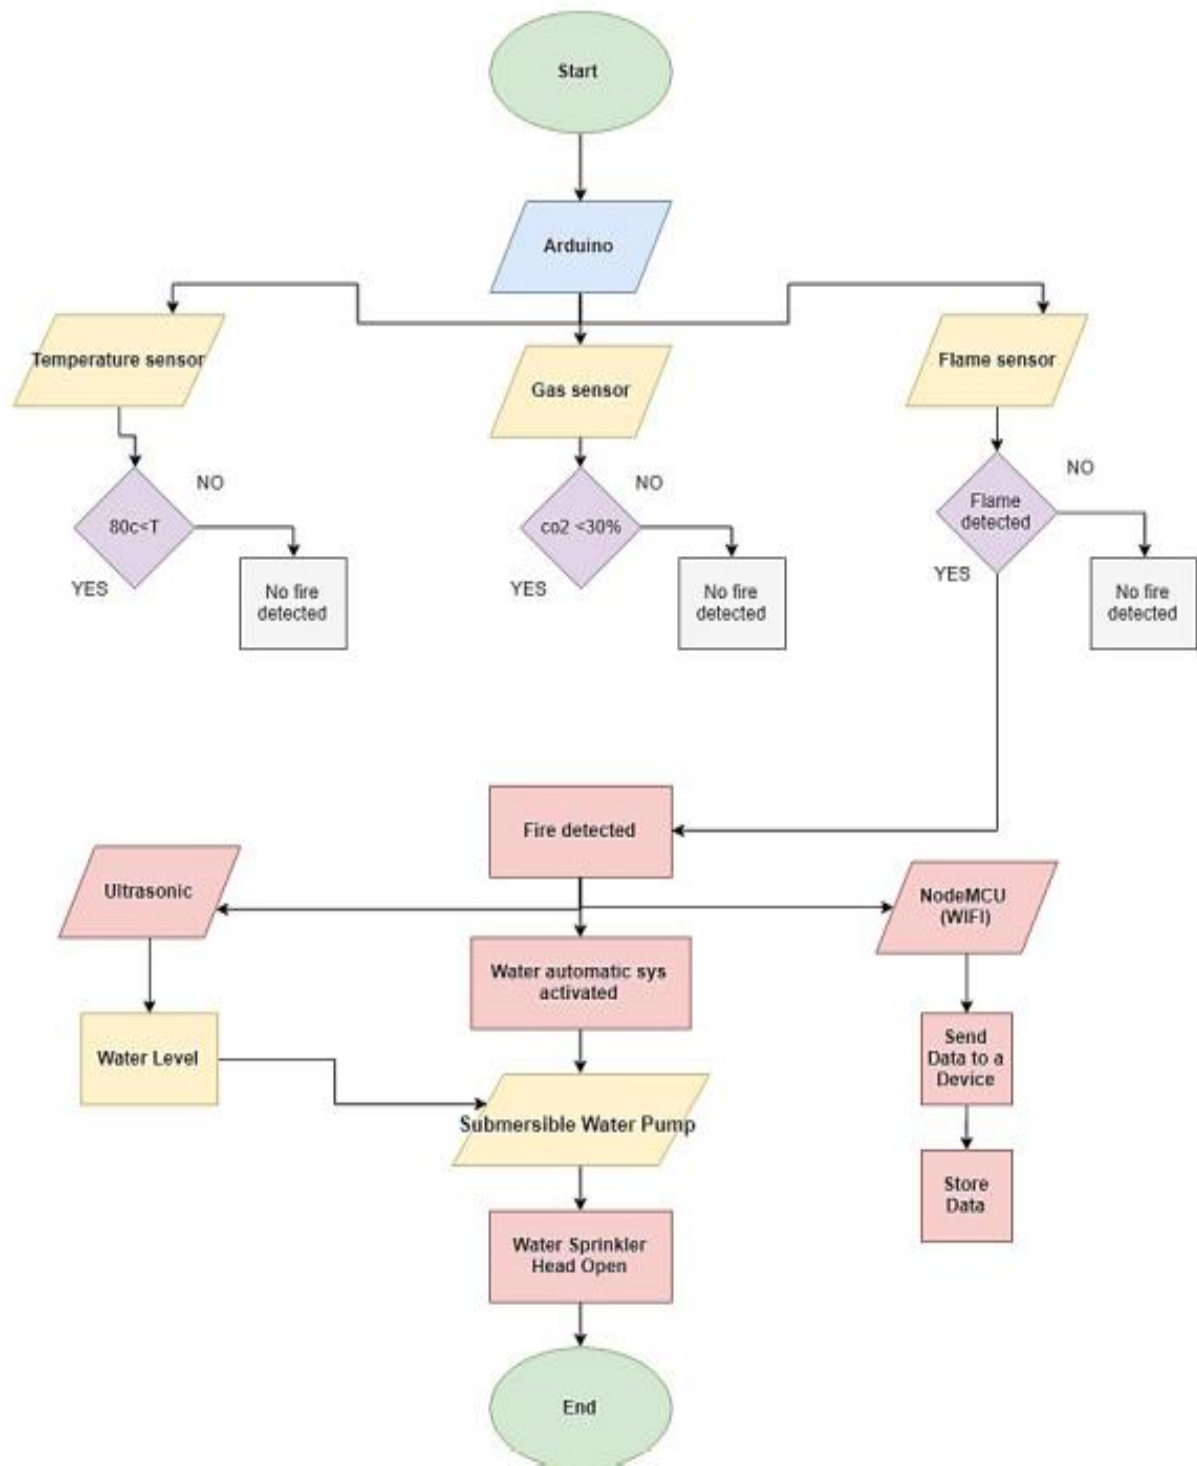 Start
Arduino
Temperature sensor
Gas sensor
Flame sensor
80c<T
NO
YES
No fire
detected
co2 <30%
NO
YES
No fire
detected
Flame
detected
NO
YES
No fire
detected
Fire detected
Ultrasonic
NodeMCU
(WIFI)
Water automatic sys
activated
Water Level
Send
Data to a
Device
Submersible Water Pump
Store
Data
Water Sprinkler
Head Open
End